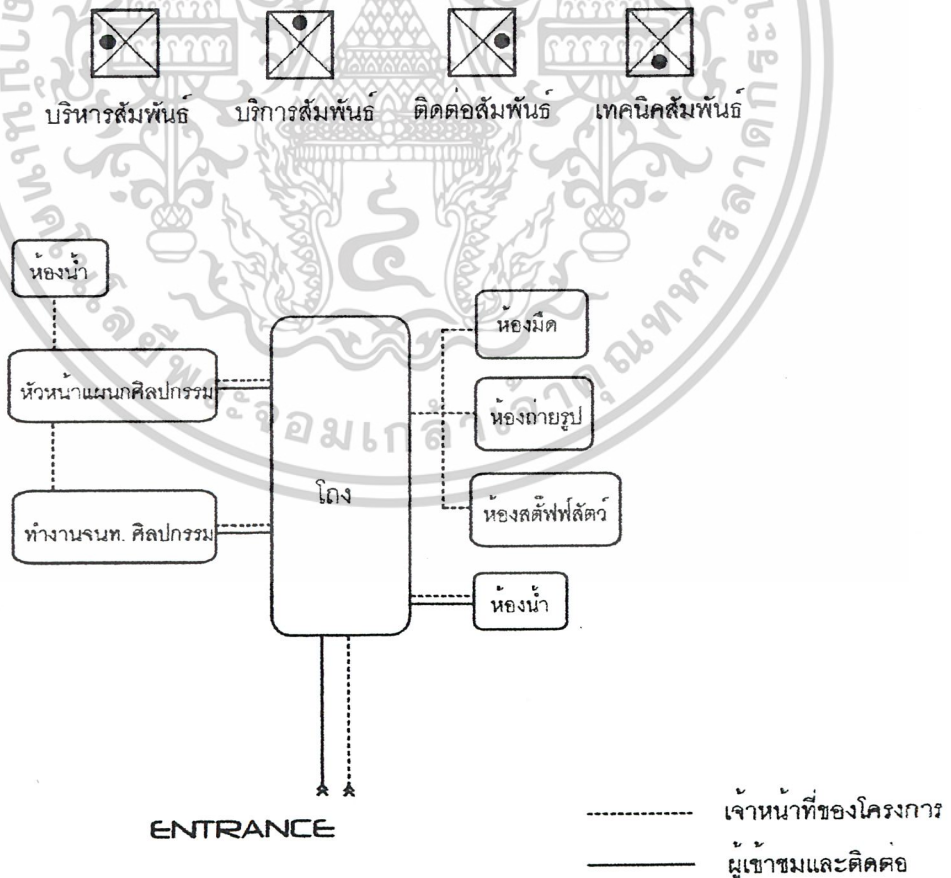 บริหารสัมพันธ์ บริการสัมพันธ์ ติดต่อสัมพันธ์ เทคนิคสัมพันธ์
ห้องน้ำ
หัวหน้าแผนกศิลปกรรม
ทำงานจนท. ศิลปกรรม
โถง
ห้องมืด
ห้องถ่ายรูป
ห้องสตั๊ฟฟ์สัตว์
ห้องน้ำ
ENTRANCE
เจ้าหน้าที่ของโครงการ
ผู้เข้าชมและติดต่อ